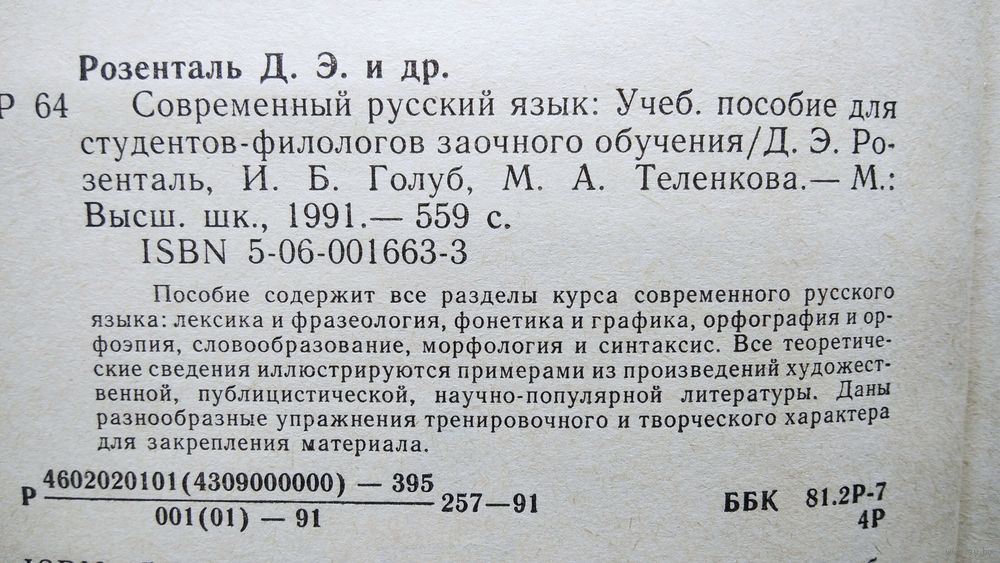 Розенталь Д. Э. и др.
Р 64 Современный русский язык: Учеб. пособие для
студентов-филологов заочного обучения/Д. Э. Ро-
зенталь, И. Б. Голуб, М. А. Теленкова.— М.:
Высш. шк., 1991.— 559 с.
ISBN 5-06-001663-3
Пособие содержит все разделы курса современного русского
языка: лексика и фразеология, фонетика и графика, орфография и ор-
фоэпия, словообразование, морфология и синтаксис. Все теоретиче-
ские сведения иллюстрируются примерами из произведений художест-
венной, публицистической, научно-популярной литературы. Даны
разнообразные упражнения тренировочного и творческого характера
для закрепления материала.
Р 4602020101(4309000000) — 395
001(01) — 91
257—91
ББК 81.2Р-7
4Р